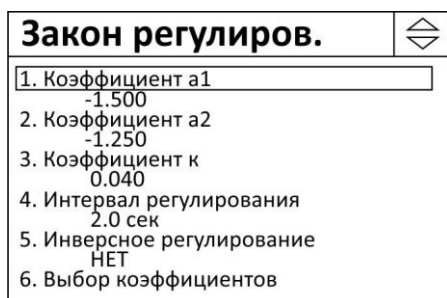 Закон регулиров.
1. Коэффициент а1
-1.500
2. Коэффициент а2
-1.250
3. Коэффициент к
0.040
4. Интервал регулирования
2.0 сек
5. Инверсное регулирование
НЕТ
6. Выбор коэффициентов